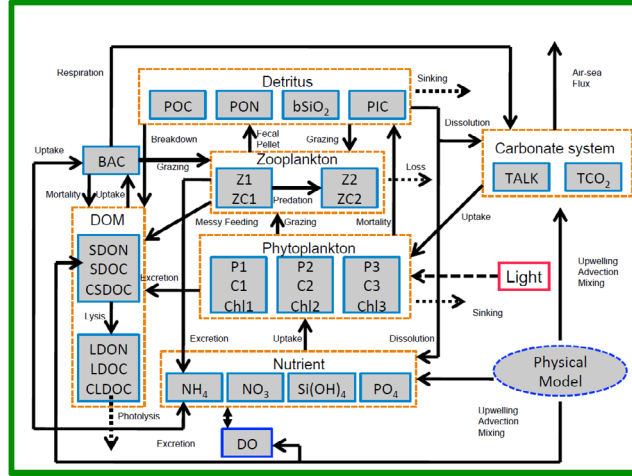 Respiration
Detritus
POC
PON
bSiO2
PIC
Sinking
Air-sea
Flux
Dissolution
Uptake
BAC
Breakdown
Grazing
Fecal
Pellet
Grazing
Zooplankton
Z1
ZC1
Predation
Z2
ZC2
Loss
Carbonate system
TALK
TCO2
Mortality
Uptake
DOM
Messy Feeding
Grazing
Mortality
Uptake
SDON
SDOC
CSDOC
Excretion
Phytoplankton
P1
C1
Chl1
P2
C2
Chl2
P3
C3
Chl3
Light
Upwelling
Advection
Mixing
Sinking
Lysis
LDON
LDOC
CLDOC
Excretion
Uptake
Dissolution
Nutrient
NH4
NO3
Si(OH)4
PO4
Physical
Model
Photolysis
Excretion
DO
Upwelling
Advection
Mixing